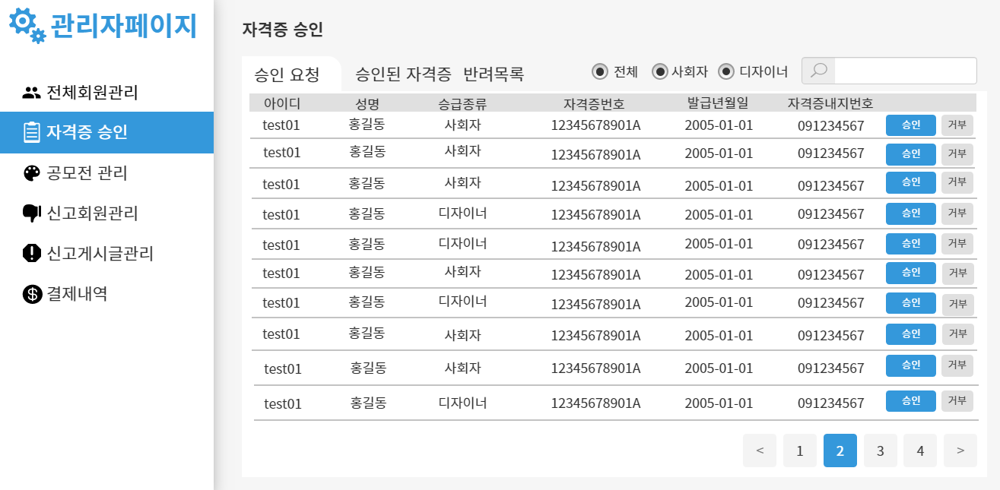 관리자페이지
전체회원관리
자격증 승인
공모전 관리
신고회원관리
신고게시글관리
결제내역
자격증 승인
승인 요청 승인된 자격증 반려목록 전체 사회자 디자이너
아이디 성명 승급종류 자격증번호 발급년월일 자격증내지번호
test01 홍길동 사회자 12345678901A 2005-01-01 091234567 승인 거부
test01 홍길동 사회자 12345678901A 2005-01-01 091234567 승인 거부
test01 홍길동 사회자 12345678901A 2005-01-01 091234567 승인 거부
test01 홍길동 디자이너 12345678901A 2005-01-01 091234567 승인 거부
test01 홍길동 디자이너 12345678901A 2005-01-01 091234567 승인 거부
test01 홍길동 사회자 12345678901A 2005-01-01 091234567 승인 거부
test01 홍길동 디자이너 12345678901A 2005-01-01 091234567 승인 거부
test01 홍길동 사회자 12345678901A 2005-01-01 091234567 승인 거부
test01 홍길동 사회자 12345678901A 2005-01-01 091234567 승인 거부
test01 홍길동 디자이너 12345678901A 2005-01-01 091234567 승인 거부
< 1 2 3 4 >